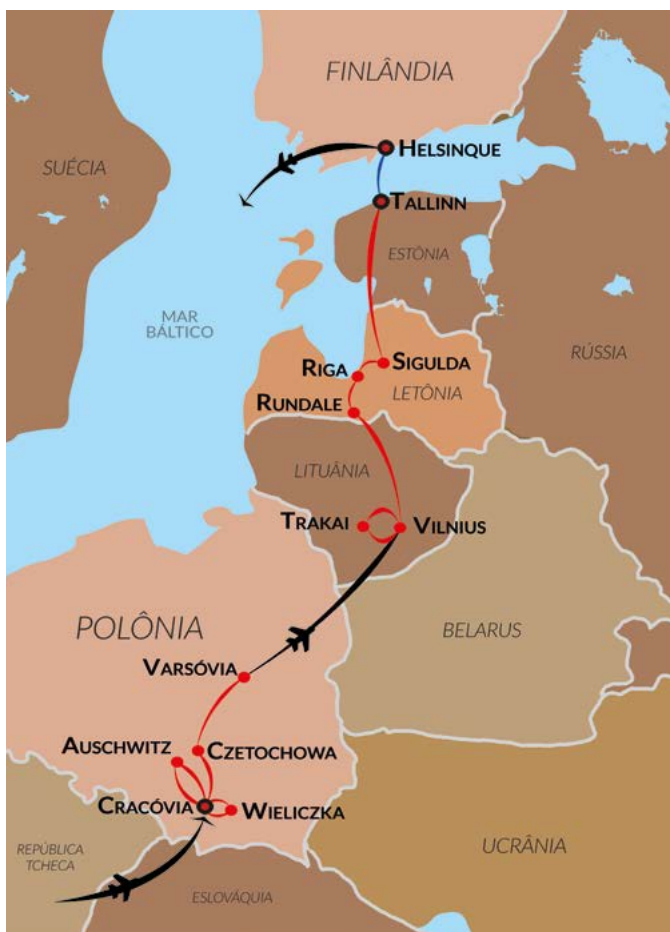 FINLÂNDIA
HELSINQUE
SUÉCIA
TALLINN
ESTÔNIA
MAR
BÁLTICO
RÚSSIA
SIGULDA
RIGA
LETÔNIA
RUNDALE
LITUÂNIA
TRAKAI
VILNIUS
POLÔNIA
BELARUS
VARSÓVIA
AUSCHWITZ
CZETOCHOWA
CRACÓVIA
WIELICZKA
UCRÂNIA
REPÚBLICA
TCHECA
ESLOVÁQUIA